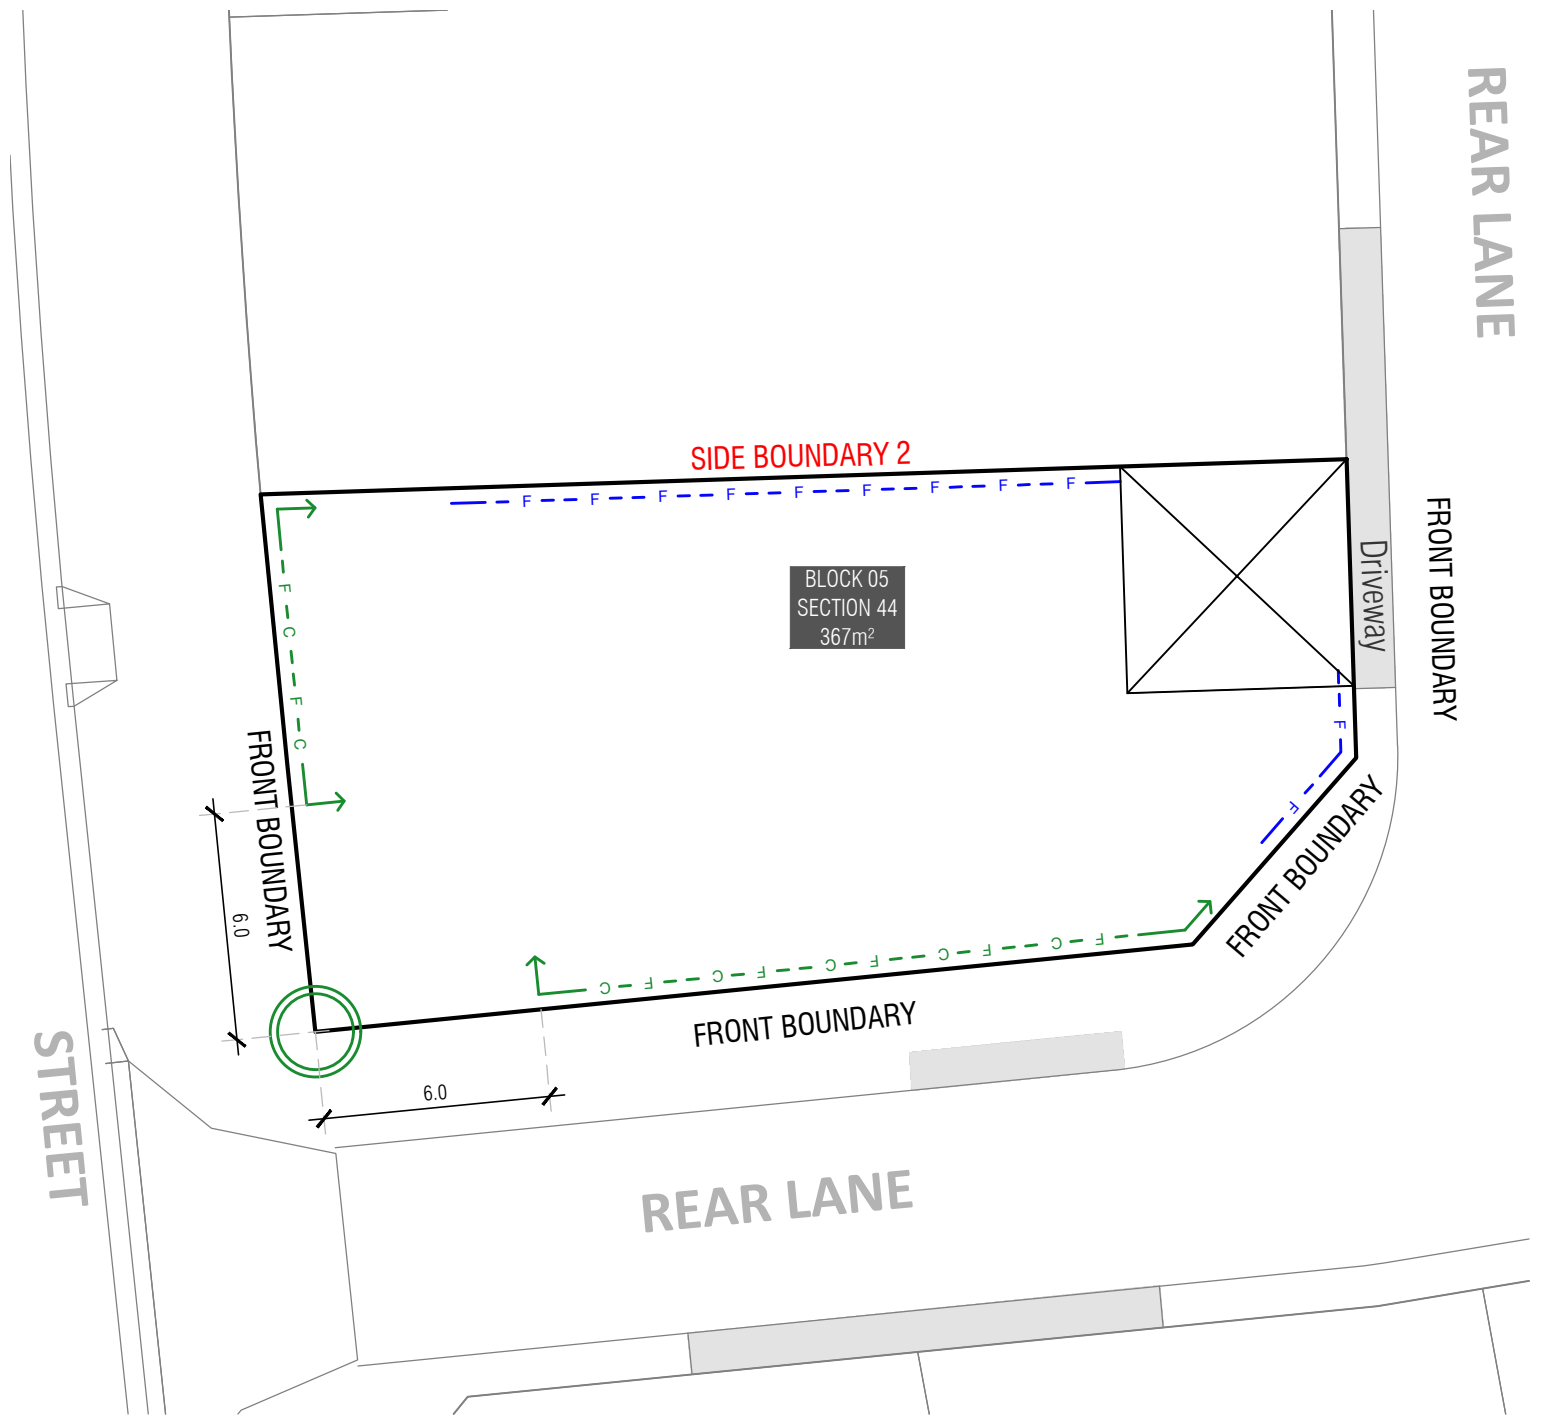 REAR LANE
SIDE BOUNDARY 2
F F F F F F F F F
FRONT BOUNDARY
Driveway
BLOCK 05
SECTION 44
367m²
F
C
F
C
F
F
FRONT BOUNDARY
FRONT BOUNDARY
6.0
C F C F C F C F C F
FRONT BOUNDARY
STREET
6.0
REAR LANE